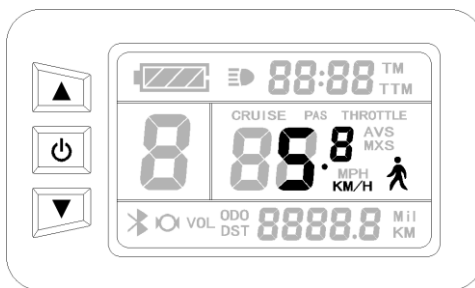 88:88 TM
TTM
8
CRUISE PAS THROTTLE
85.8 AVS
MXS
MPH
KM/H
VOL ODO
DST 8888.8 Mil
KM